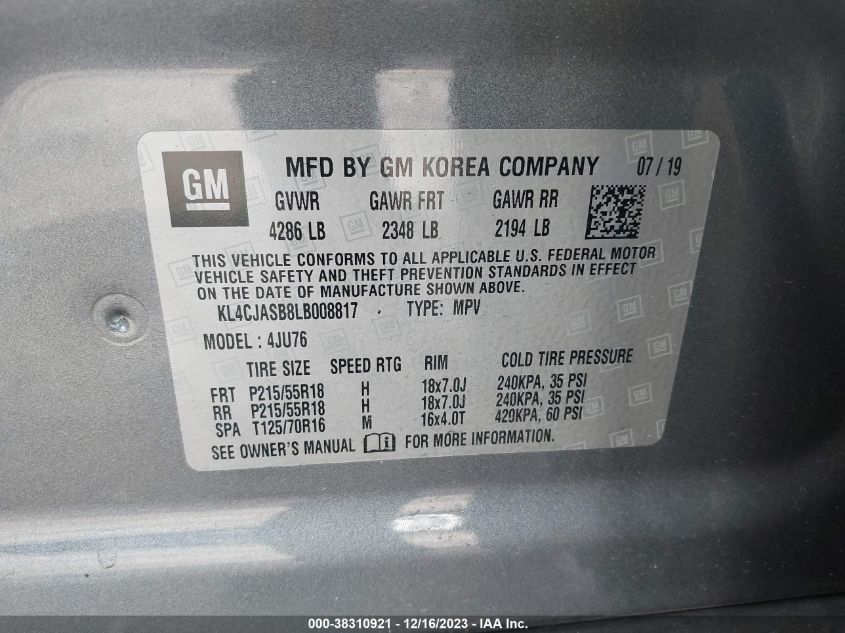 GM MFD BY GM KOREA COMPANY 07 / 19
GVWR GAWR FRT GAWR RR
4286 LB 2348 LB 2194 LB
THIS VEHICLE CONFORMS TO ALL APPLICABLE U.S. FEDERAL MOTOR
VEHICLE SAFETY AND THEFT PREVENTION STANDARDS IN EFFECT
ON THE DATE OF MANUFACTURE SHOWN ABOVE.
KL4CJASB8LB008817 . TYPE: MPV
MODEL : 4JU76
TIRE SIZE SPEED RTG RIM COLD TIRE PRESSURE
FRT P215/55R18 H 18x7.0J 240KPA, 35 PSI
RR P215/55R18 H 18x7.0J 240KPA, 35 PSI
SPA T125/70R16 M 16x4.0T 420KPA, 60 PSI
SEE OWNER'S MANUAL FOR MORE INFORMATION.
000-38310921 - 12/16/2023 - IAA Inc.